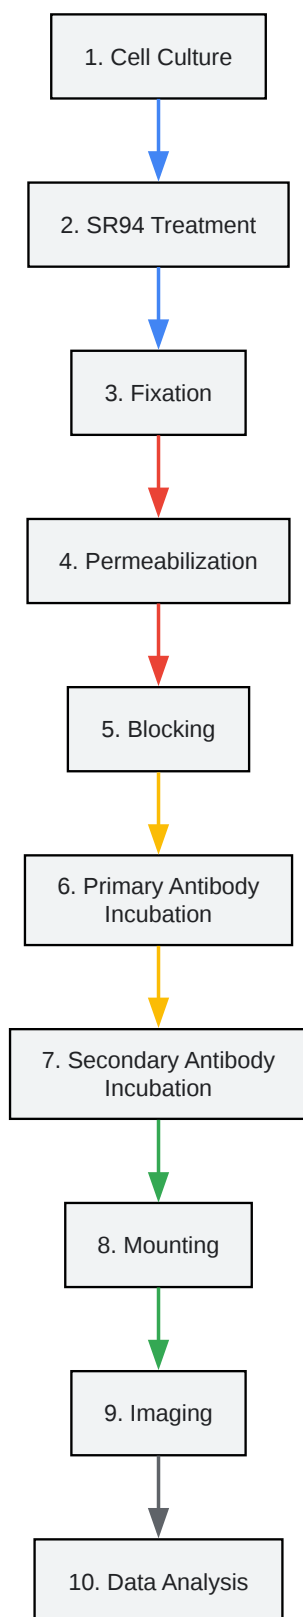 1. Cell Culture
2. SR94 Treatment
3. Fixation
4. Permeabilization
5. Blocking
6. Primary Antibody
Incubation
7. Secondary Antibody
Incubation
8. Mounting
9. Imaging
10. Data Analysis